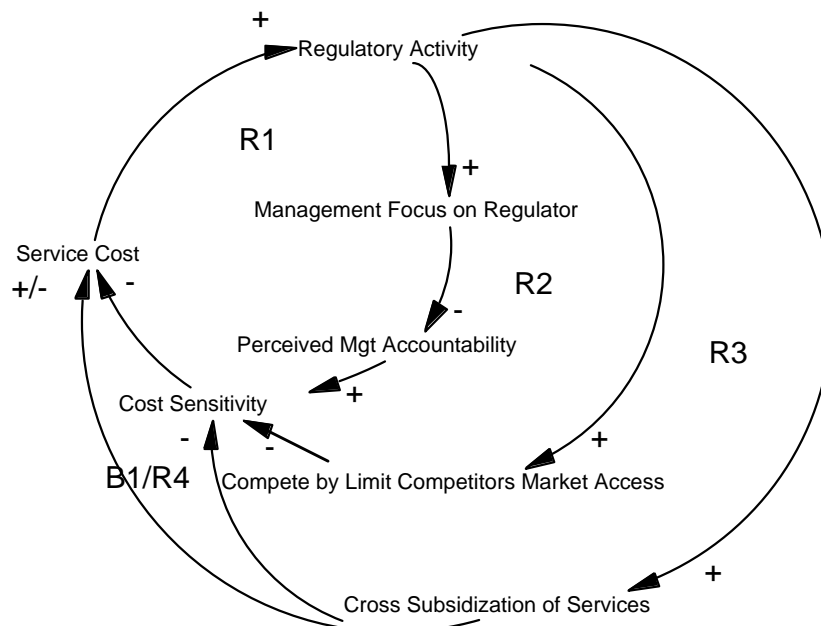 +
Regulatory Activity
R1
+
Management Focus on Regulator
Service Cost
+/-
-
R2
-
Perceived Mgt Accountability
R3
+
Cost Sensitivity
-
-
+
B1/R4
Compete by Limit Competitors Market Access
+
Cross Subsidization of Services